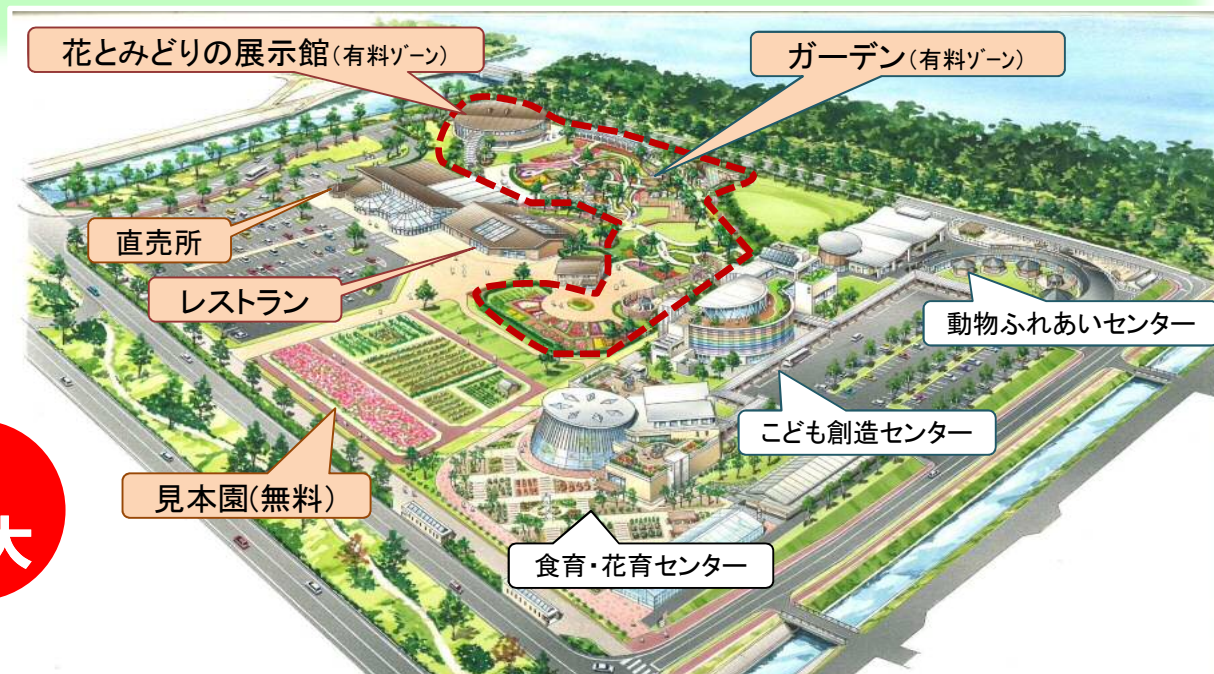 花とみどりの展示館(有料ｿﾞｰﾝ)
ガーデン(有料ｿﾞｰﾝ)
直売所
レストラン
動物ふれあいセンター
こども創造センター
見本園(無料)
食育・花育センター
大